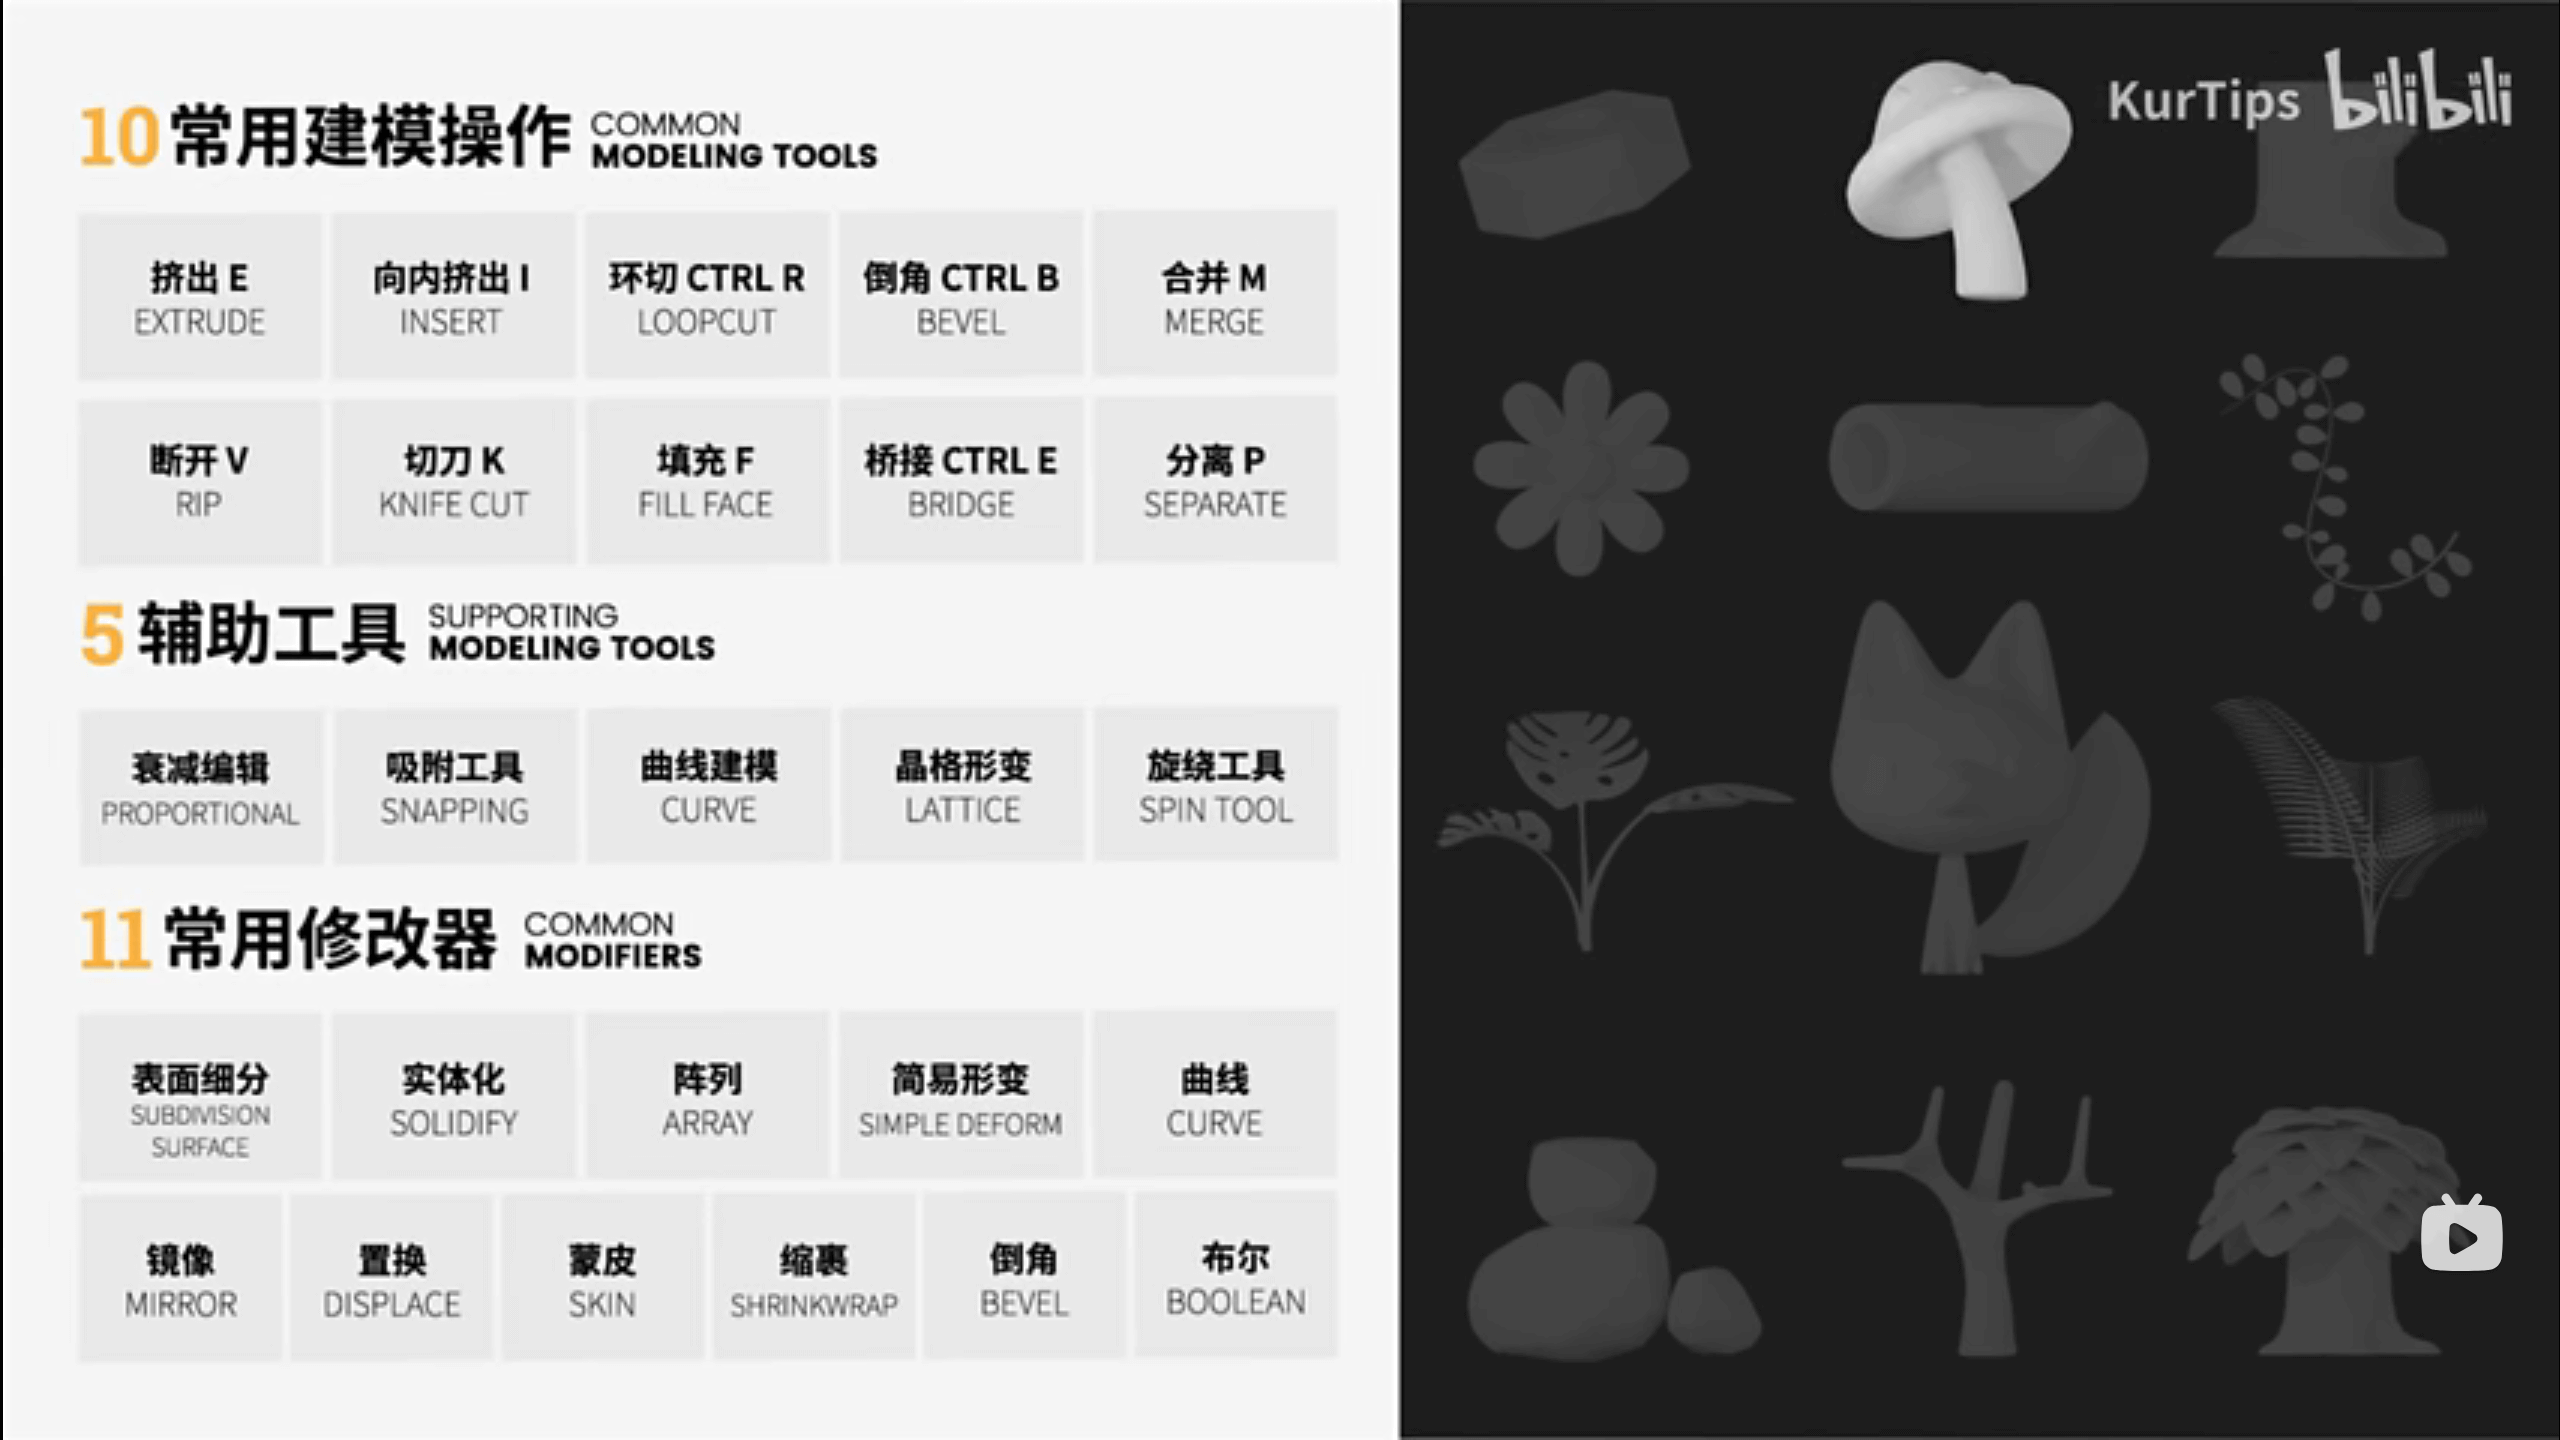 10 常用建模操作 COMMON
MODELING TOOLS
挤出 E
EXTRUDE
向内挤出 I
INSERT
环切 CTRL R
LOOPCUT
倒角 CTRL B
BEVEL
合并 M
MERGE
断开 V
RIP
切刀 K
KNIFE CUT
填充 F
FILL FACE
桥接 CTRL E
BRIDGE
分离 P
SEPARATE
5 辅助工具 SUPPORTING
MODELING TOOLS
衰减编辑
PROPORTIONAL
吸附工具
SNAPPING
曲线建模
CURVE
晶格形变
LATTICE
旋绕工具
SPIN TOOL
11 常用修改器 COMMON
MODIFIERS
表面细分
SUBDIVISION
SURFACE
实体化
SOLIDIFY
阵列
ARRAY
简易形变
SIMPLE DEFORM
曲线
CURVE
镜像
MIRROR
置换
DISPLACE
蒙皮
SKIN
缩裹
SHRINKWRAP
倒角
BEVEL
布尔
BOOLEAN
KurTips bilibili